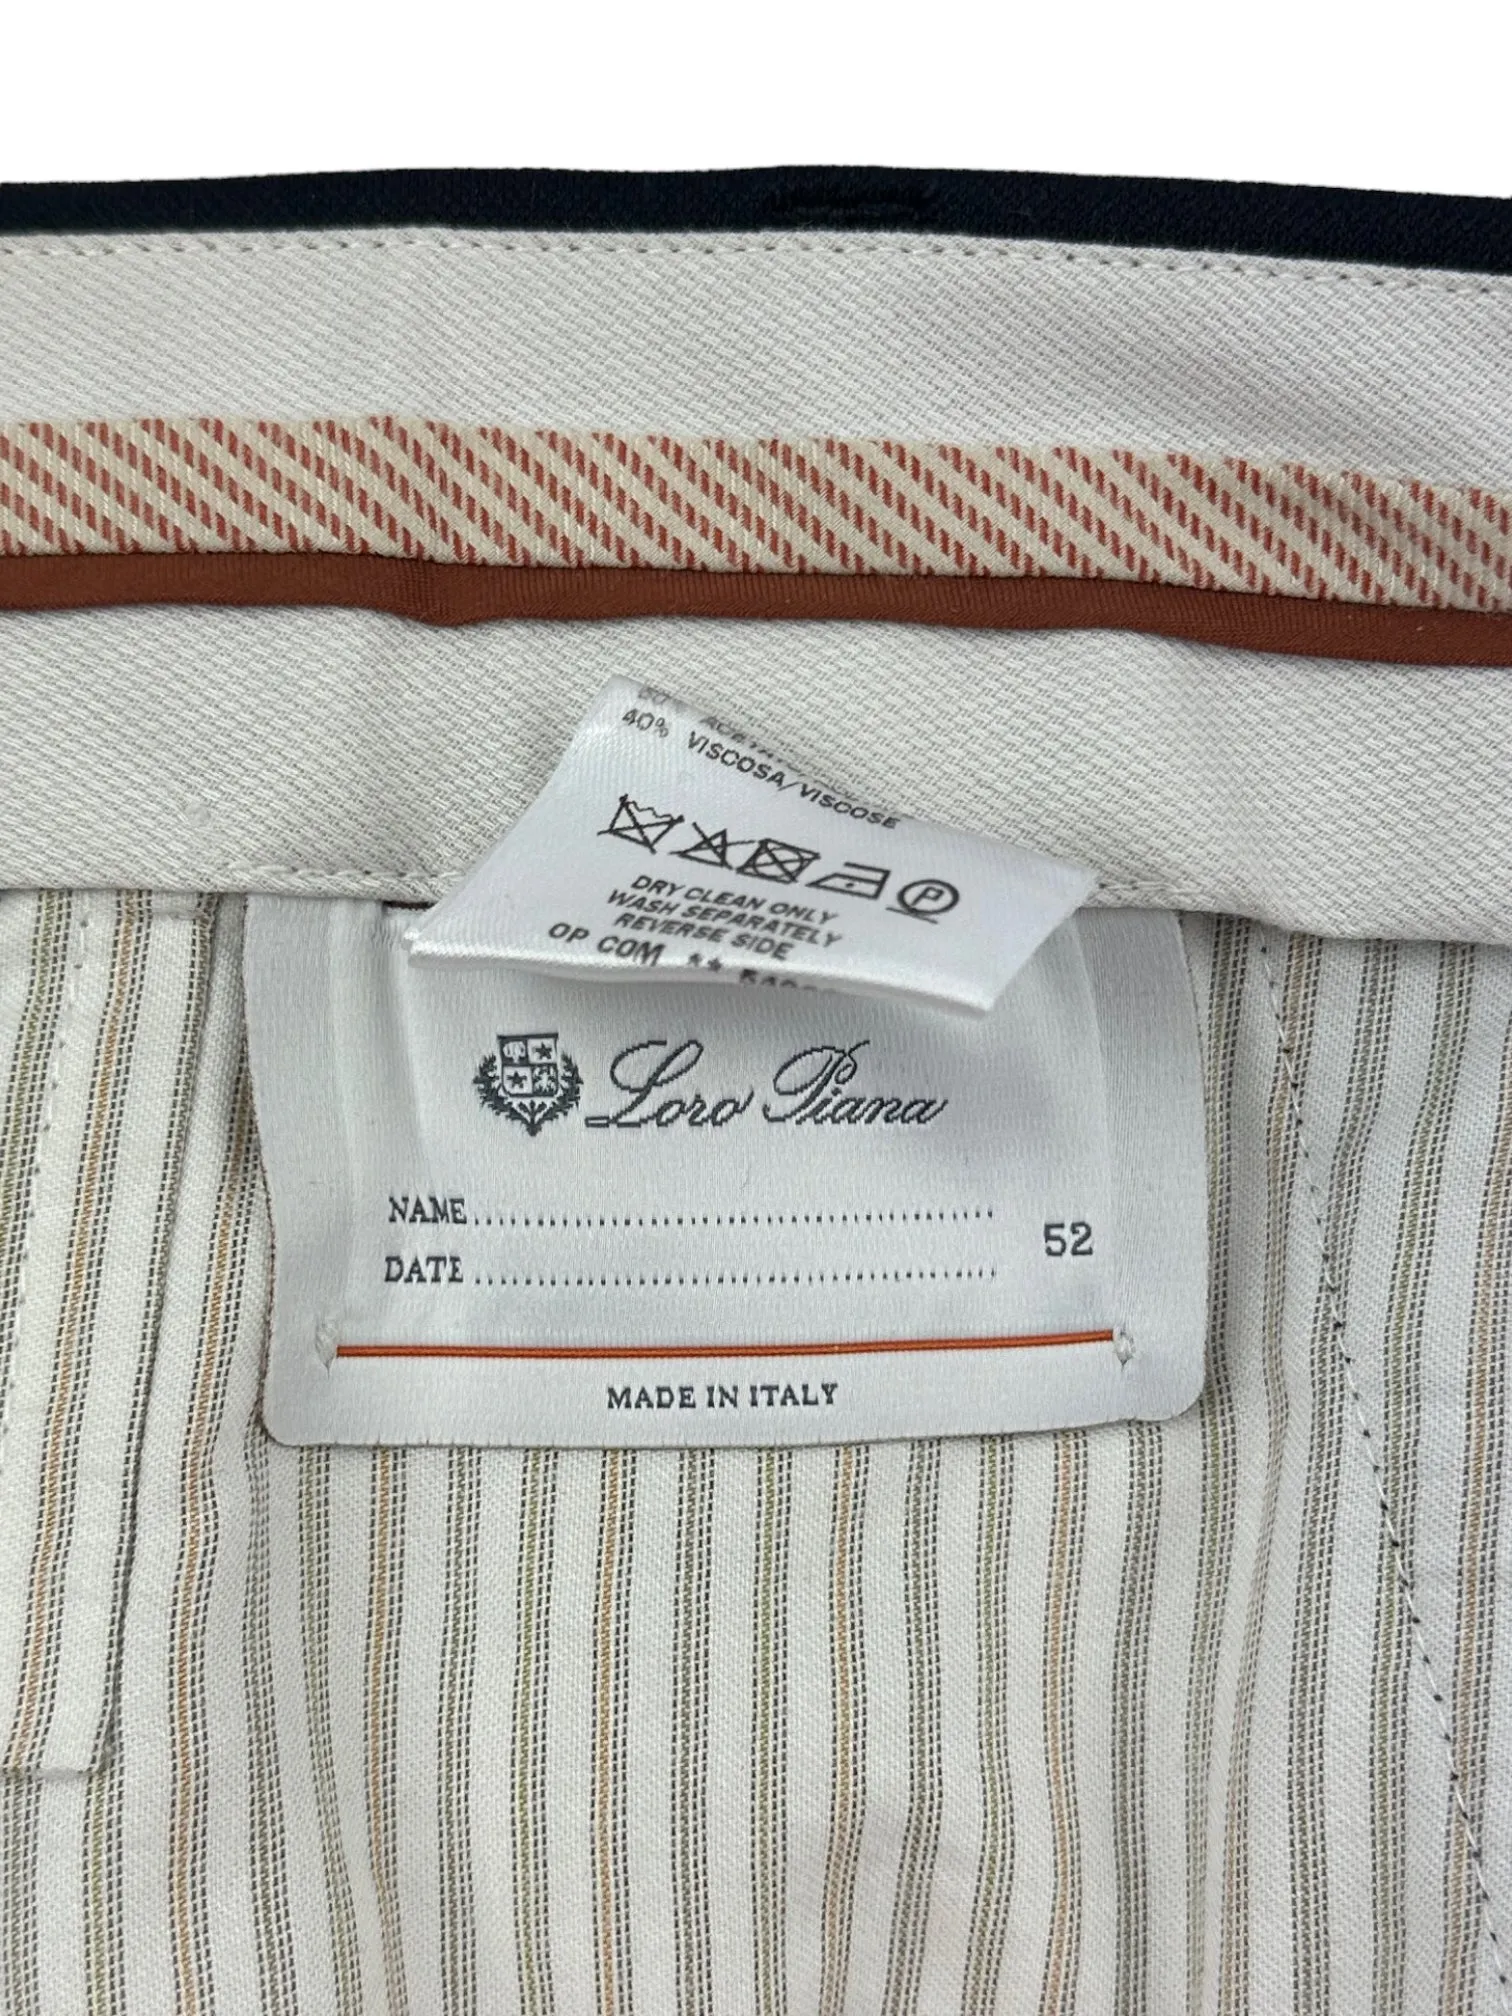 40% VISCOSA/VISCOSE
P
DRY CLEAN ONLY
WASH SEPARATELY
REVERSE SIDE
OP COM **
Loro Piana
NAME
DATE
52
MADE IN ITALY